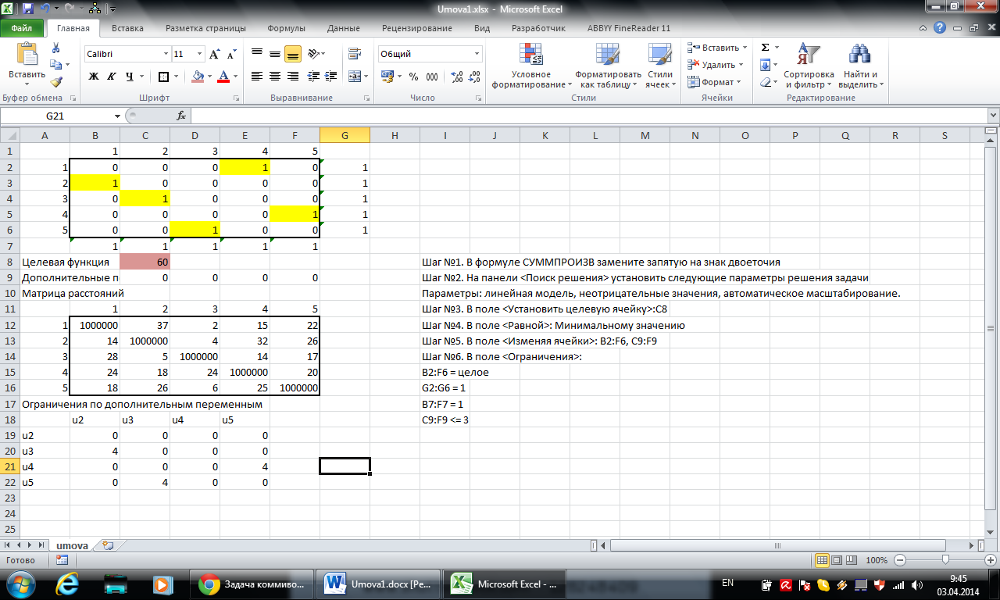 Umova1.xlsx - Microsoft Excel
Файл Главная Вставка Разметка страницы Формулы Данные Рецензирование Вид Разработчик ABBYY FineReader 11
Вставить
Calibri 11
Ж К Ч
Общий
% 000
Условное форматирование
Форматировать как таблицу
Стили ячеек
Вставить
Удалить
Формат
Σ
Сортировка и фильтр
Найти и выделить
Буфер обмена Шрифт Выравнивание Число Стили Ячейки Редактирование
G21 fx
A B C D E F G H I J K L M N O P Q R S
1 1 2 3 4 5
2 1 0 0 0 1 0 1
3 2 1 0 0 0 0 1
4 3 0 1 0 0 0 1
5 4 0 0 0 0 1 1
6 5 0 0 1 0 0 1
7 1 1 1 1 1
8 Целевая функция 60 Шаг №1. В формуле СУММПРОИЗВ замените запятую на знак двоеточия
9 Дополнительные п 0 0 0 0 Шаг №2. На панели <Поиск решения> установить следующие параметры решения задачи
10 Матрица расстояний Параметры: линейная модель, неотрицательные значения, автоматическое масштабирование.
11 1 2 3 4 5 Шаг №3. В поле <Установить целевую ячейку>:C8
12 1 1000000 37 2 15 22 Шаг №4. В поле <Равной>: Минимальному значению
13 2 14 1000000 4 32 26 Шаг №5. В поле <Изменяя ячейки>: B2:F6, C9:F9
14 3 28 5 1000000 14 17 Шаг №6. В поле <Ограничения>:
15 4 24 18 24 1000000 20 B2:F6 = целое
16 5 18 26 6 25 1000000 G2:G6 = 1
17 Ограничения по дополнительным переменным B7:F7 = 1
18 u2 u3 u4 u5 C9:F9 <= 3
19 u2 0 0 0 0
20 u3 4 0 0 0
21 u4 0 0 0 4
22 u5 0 4 0 0
23
24
25
umova
Готово 100%
Задача коммиво... Umova1.docx [Ре... Microsoft Excel - ... EN 9:45
03.04.2014